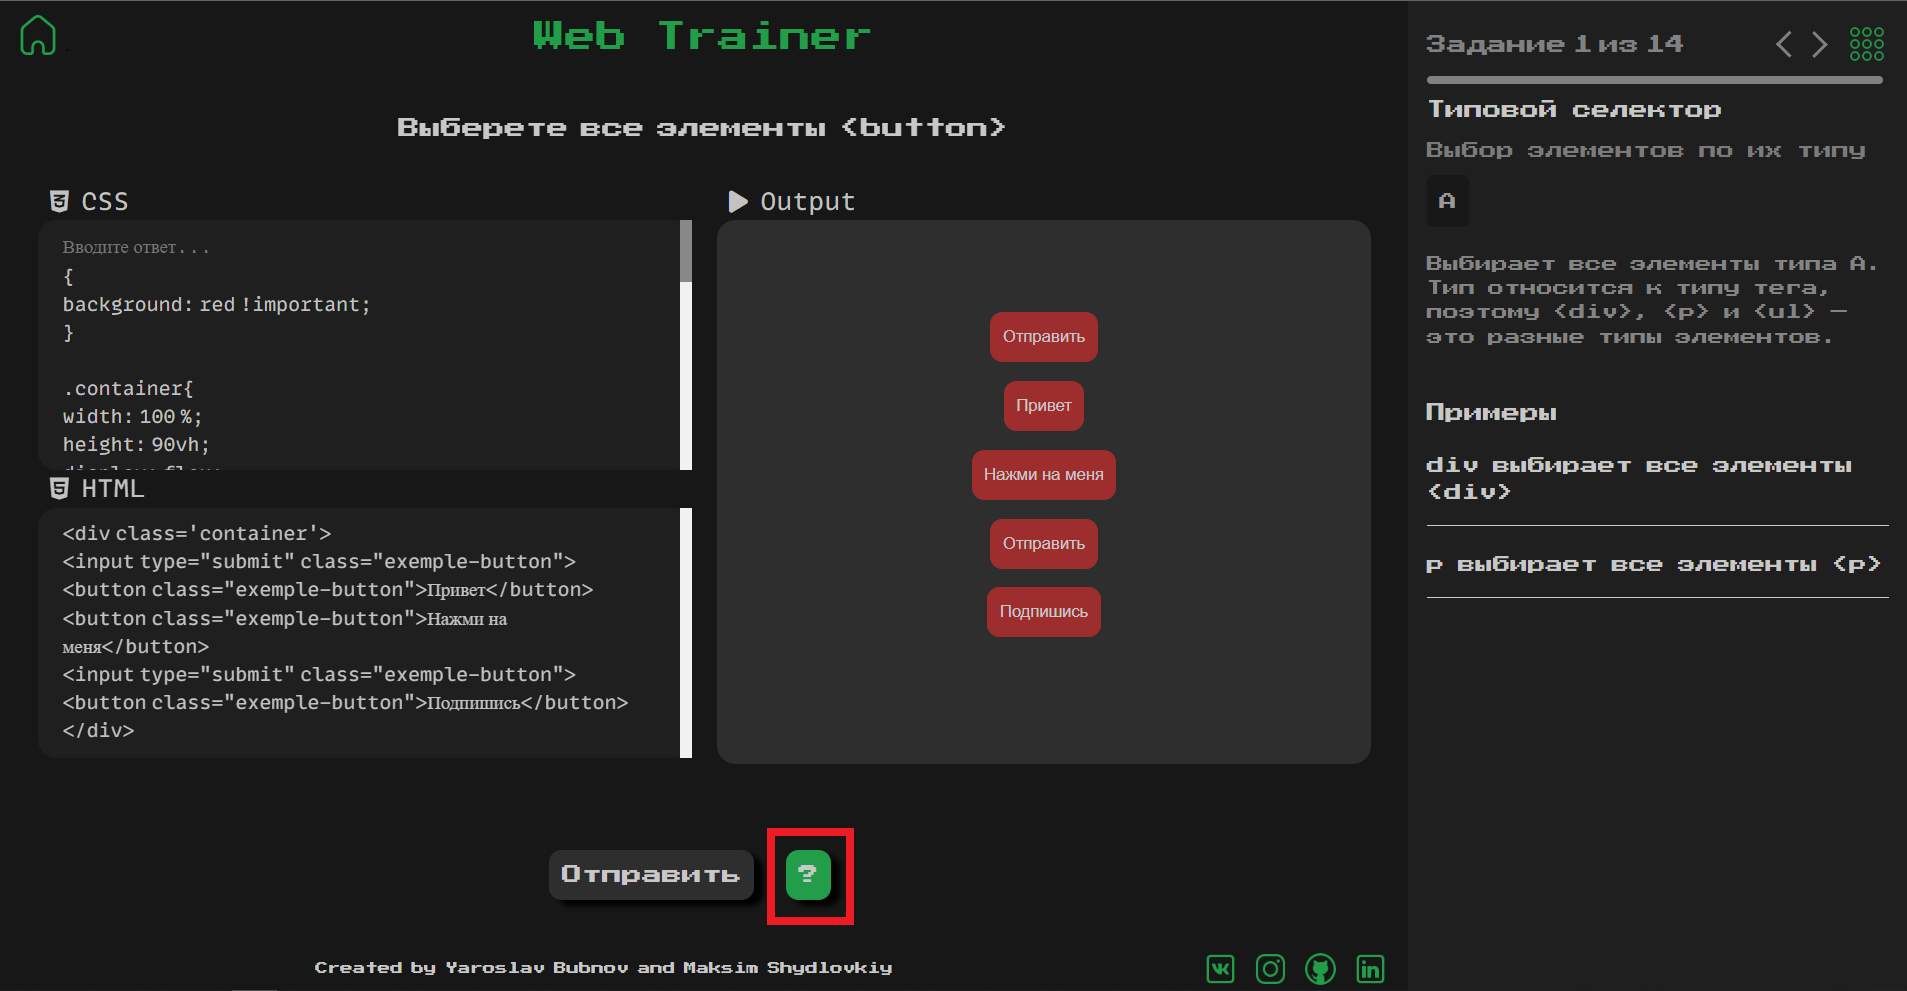 Web Trainer
Выберете все элементы <button>
CSS
Вводите ответ...
{
background: red !important;
}
.container{
width: 100%;
height: 90vh;
HTML
<div class='container'>
<input type="submit" class="exemple-button">
<button class="exemple-button">Привет</button>
<button class="exemple-button">Нажми на
меня</button>
<input type="submit" class="exemple-button">
<button class="exemple-button">Подпишись</button>
</div>
Output
Отправить
Привет
Нажми на меня
Отправить
Подпишись
Отправить
?
Created by Yaroslav Bubnov and Maksim Shydlovkiy
Задание 1 из 14
Типовой селектор
Выбор элементов по их типу
A
Выбирает все элементы типа A.
Тип относится к типу тега,
поэтому <div>, <p> и <ul> —
это разные типы элементов.
Примеры
div выбирает все элементы
<div>
p выбирает все элементы <p>